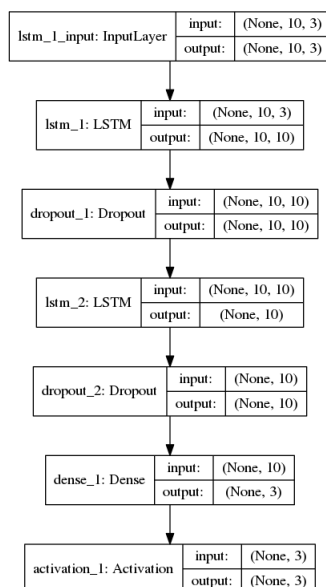 lstm_1_input: InputLayer input: (None, 10, 3)
output: (None, 10, 3)
lstm_1: LSTM input: (None, 10, 3)
output: (None, 10, 10)
dropout_1: Dropout input: (None, 10, 10)
output: (None, 10, 10)
lstm_2: LSTM input: (None, 10, 10)
output: (None, 10)
dropout_2: Dropout input: (None, 10)
output: (None, 10)
dense_1: Dense input: (None, 10)
output: (None, 3)
activation_1: Activation input: (None, 3)
output: (None, 3)